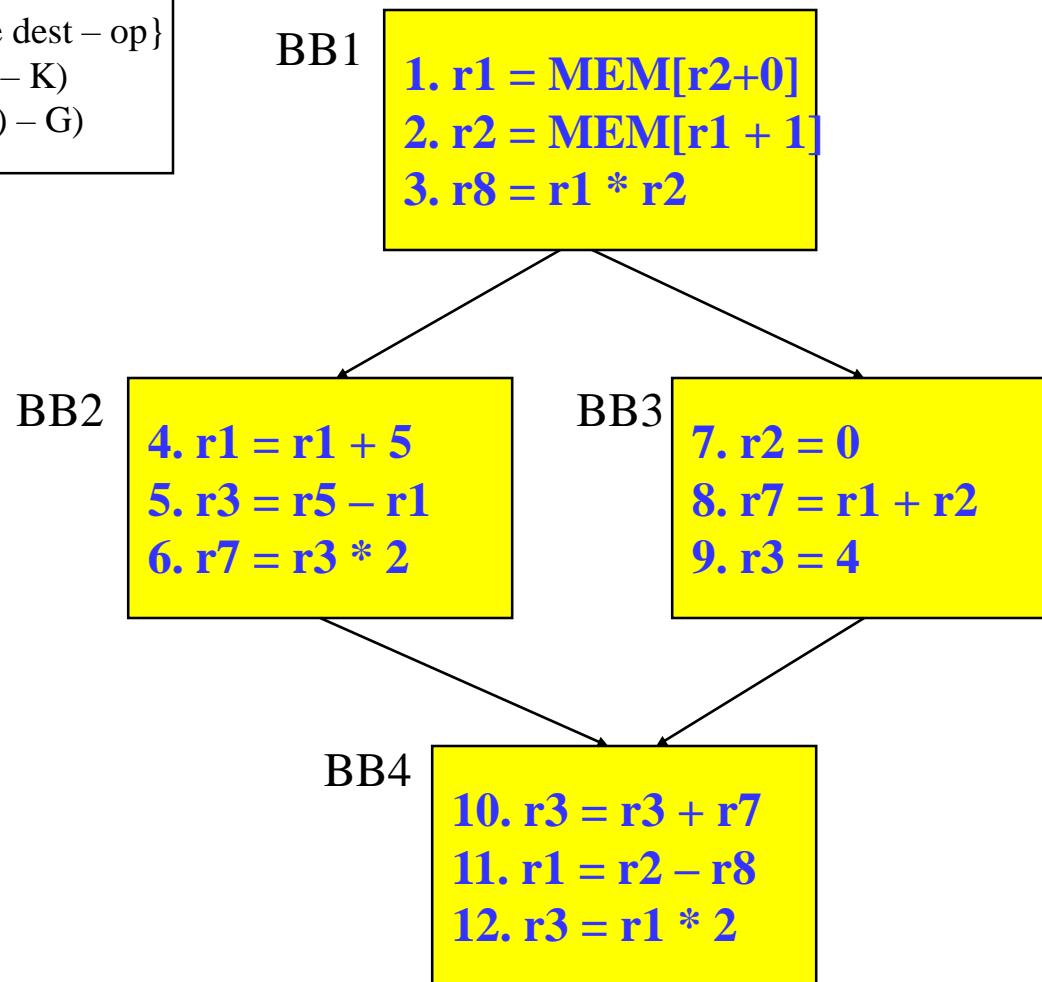 dest – op}
– K)
) – G)
BB1
1. r1 = MEM[r2+0]
2. r2 = MEM[r1 + 1]
3. r8 = r1 * r2
BB2
4. r1 = r1 + 5
5. r3 = r5 – r1
6. r7 = r3 * 2
BB3
7. r2 = 0
8. r7 = r1 + r2
9. r3 = 4
BB4
10. r3 = r3 + r7
11. r1 = r2 – r8
12. r3 = r1 * 2